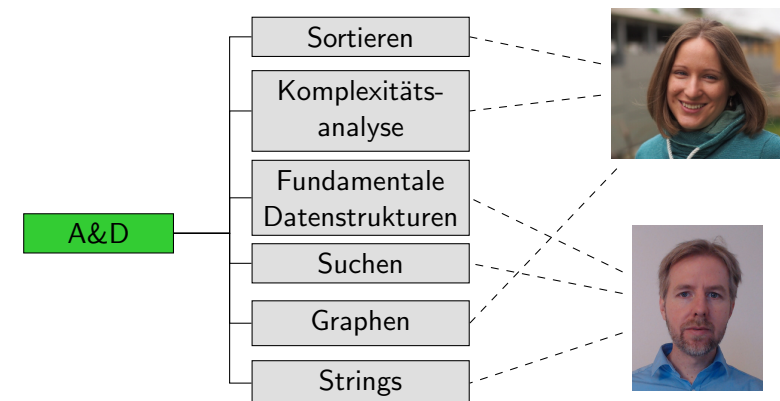 Sortieren
Komplexitäts-
analyse
Fundamentale
Datenstrukturen
A&D
Suchen
Graphen
Strings